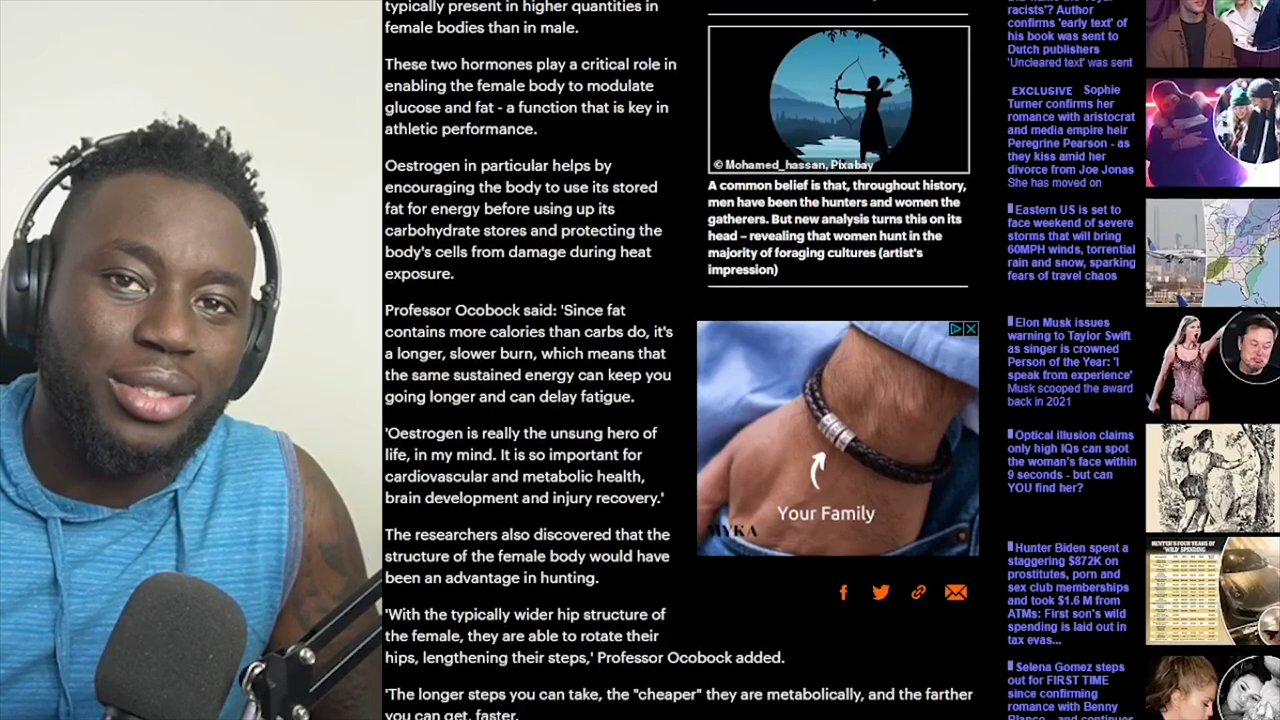 typically present in higher quantities in
female bodies than in male.
These two hormones play a critical role in
enabling the female body to modulate
glucose and fat - a function that is key in
athletic performance.
Oestrogen in particular helps by
encouraging the body to use its stored
fat for energy before using up its
carbohydrate stores and protecting the
body's cells from damage during heat
exposure.
Professor Ocobock said: 'Since fat
contains more calories than carbs do, it's
a longer, slower burn, which means that
the same sustained energy can keep you
going longer and can delay fatigue.
'Oestrogen is really the unsung hero of
life, in my mind. It is so important for
cardiovascular and metabolic health,
brain development and injury recovery.'
The researchers also discovered that the
structure of the female body would have
been an advantage in hunting.
'With the typically wider hip structure of
the female, they are able to rotate their
hips, lengthening their steps,' Professor Ocobock added.
'The longer steps you can take, the "cheaper" they are metabolically, and the farther
you can get, faster.
© Mohamed_hassan, Pixabay
A common belief is that, throughout history,
men have been the hunters and women the
gatherers. But new analysis turns this on its
head – revealing that women hunt in the
majority of foraging cultures (artist's
impression)
Your Family
MYKA
racists'? Author
confirms 'early text' of
his book was sent to
Dutch publishers
'Uncleared text' was sent
EXCLUSIVE Sophie
Turner confirms her
romance with aristocrat
and media empire heir
Peregrine Pearson - as
they kiss amid her
divorce from Joe Jonas
She has moved on
Eastern US is set to
face weekend of severe
storms that will bring
60MPH winds, torrential
rain and snow, sparking
fears of travel chaos
Elon Musk issues
warning to Taylor Swift
as singer is crowned
Person of the Year: 'I
speak from experience'
Musk scooped the award
back in 2021
Optical illusion claims
only high IQs can spot
the woman's face within
9 seconds - but can
YOU find her?
Hunter Biden spent a
staggering $872K on
prostitutes, porn and
sex club memberships
and took $1.6 M from
ATMs: First son's wild
spending is laid out in
tax evas...
Selena Gomez steps
out for FIRST TIME
since confirming
romance with Benny